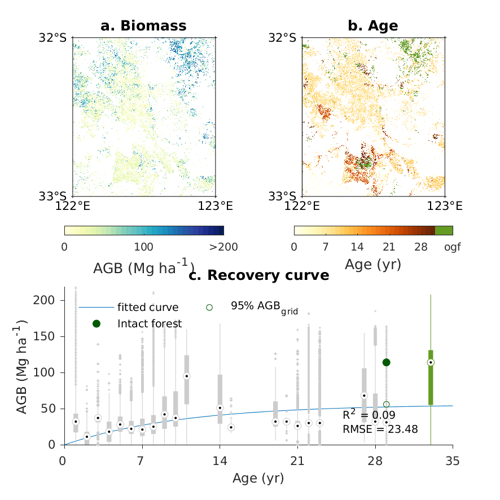 a. Biomass
b. Age
32°S
32°S
33°S
33°S
122°E
123°E
122°E
123°E
0
100
>200
0
7
14
21
28
ogf
AGB (Mg ha⁻¹)
Age (yr)
c. Recovery curve
AGB (Mg ha⁻¹)
200
150
100
50
0
fitted curve
95% AGB_grid
Intact forest
R² = 0.09
RMSE = 23.48
0
7
14
21
28
35
Age (yr)